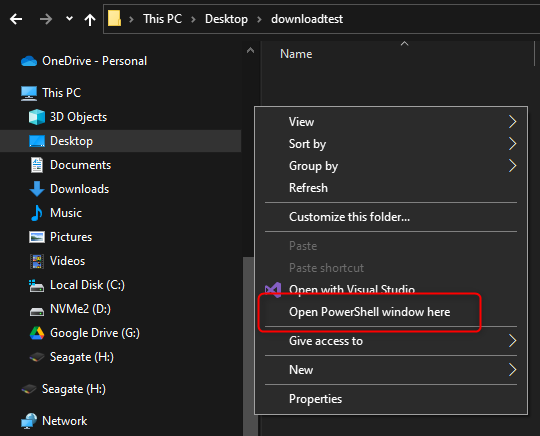 This PC > Desktop > downloadtest
OneDrive - Personal
This PC
3D Objects
Desktop
Documents
Downloads
Music
Pictures
Videos
Local Disk (C:)
NVMe2 (D:)
Google Drive (G:)
Seagate (H:)
Seagate (H:)
Network
Name
View
Sort by
Group by
Refresh
Customize this folder...
Paste
Paste shortcut
Open with Visual Studio
Open PowerShell window here
Give access to
New
Properties